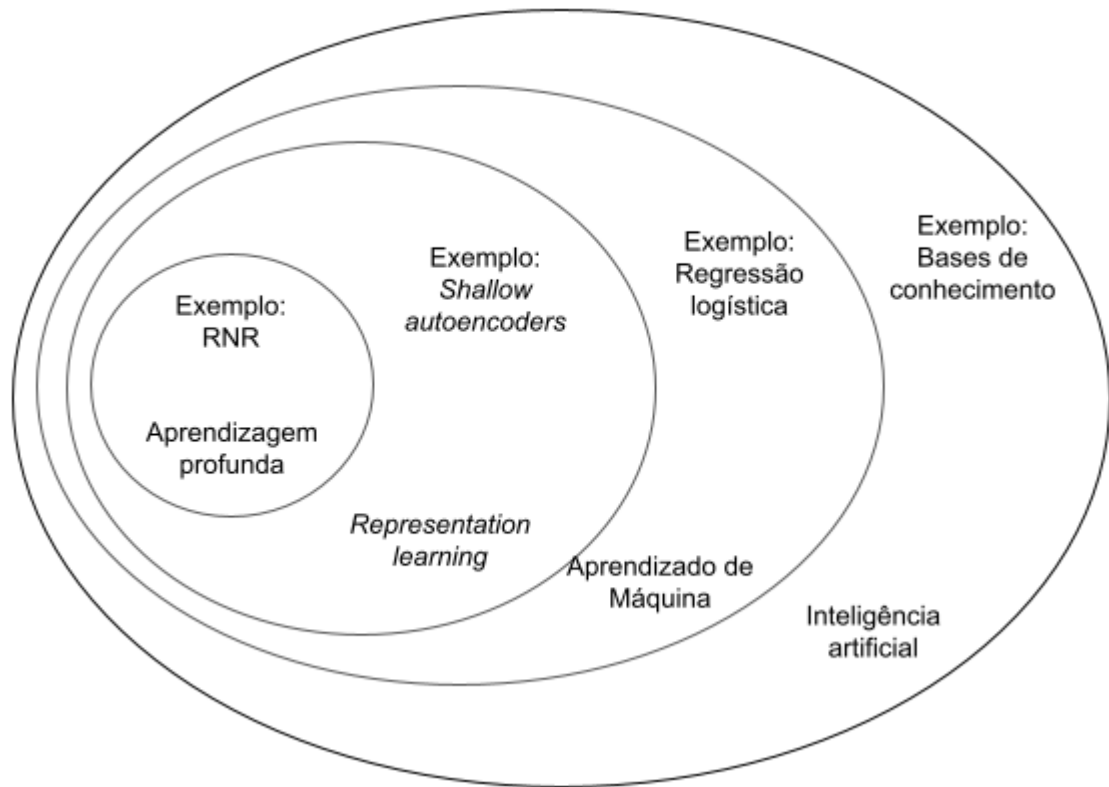 Exemplo:
RNR
Aprendizagem
profunda
Exemplo:
Shallow
autoencoders
Representation
learning
Exemplo:
Regressão
logística
Aprendizado de
Máquina
Exemplo:
Bases de
conhecimento
Inteligência
artificial